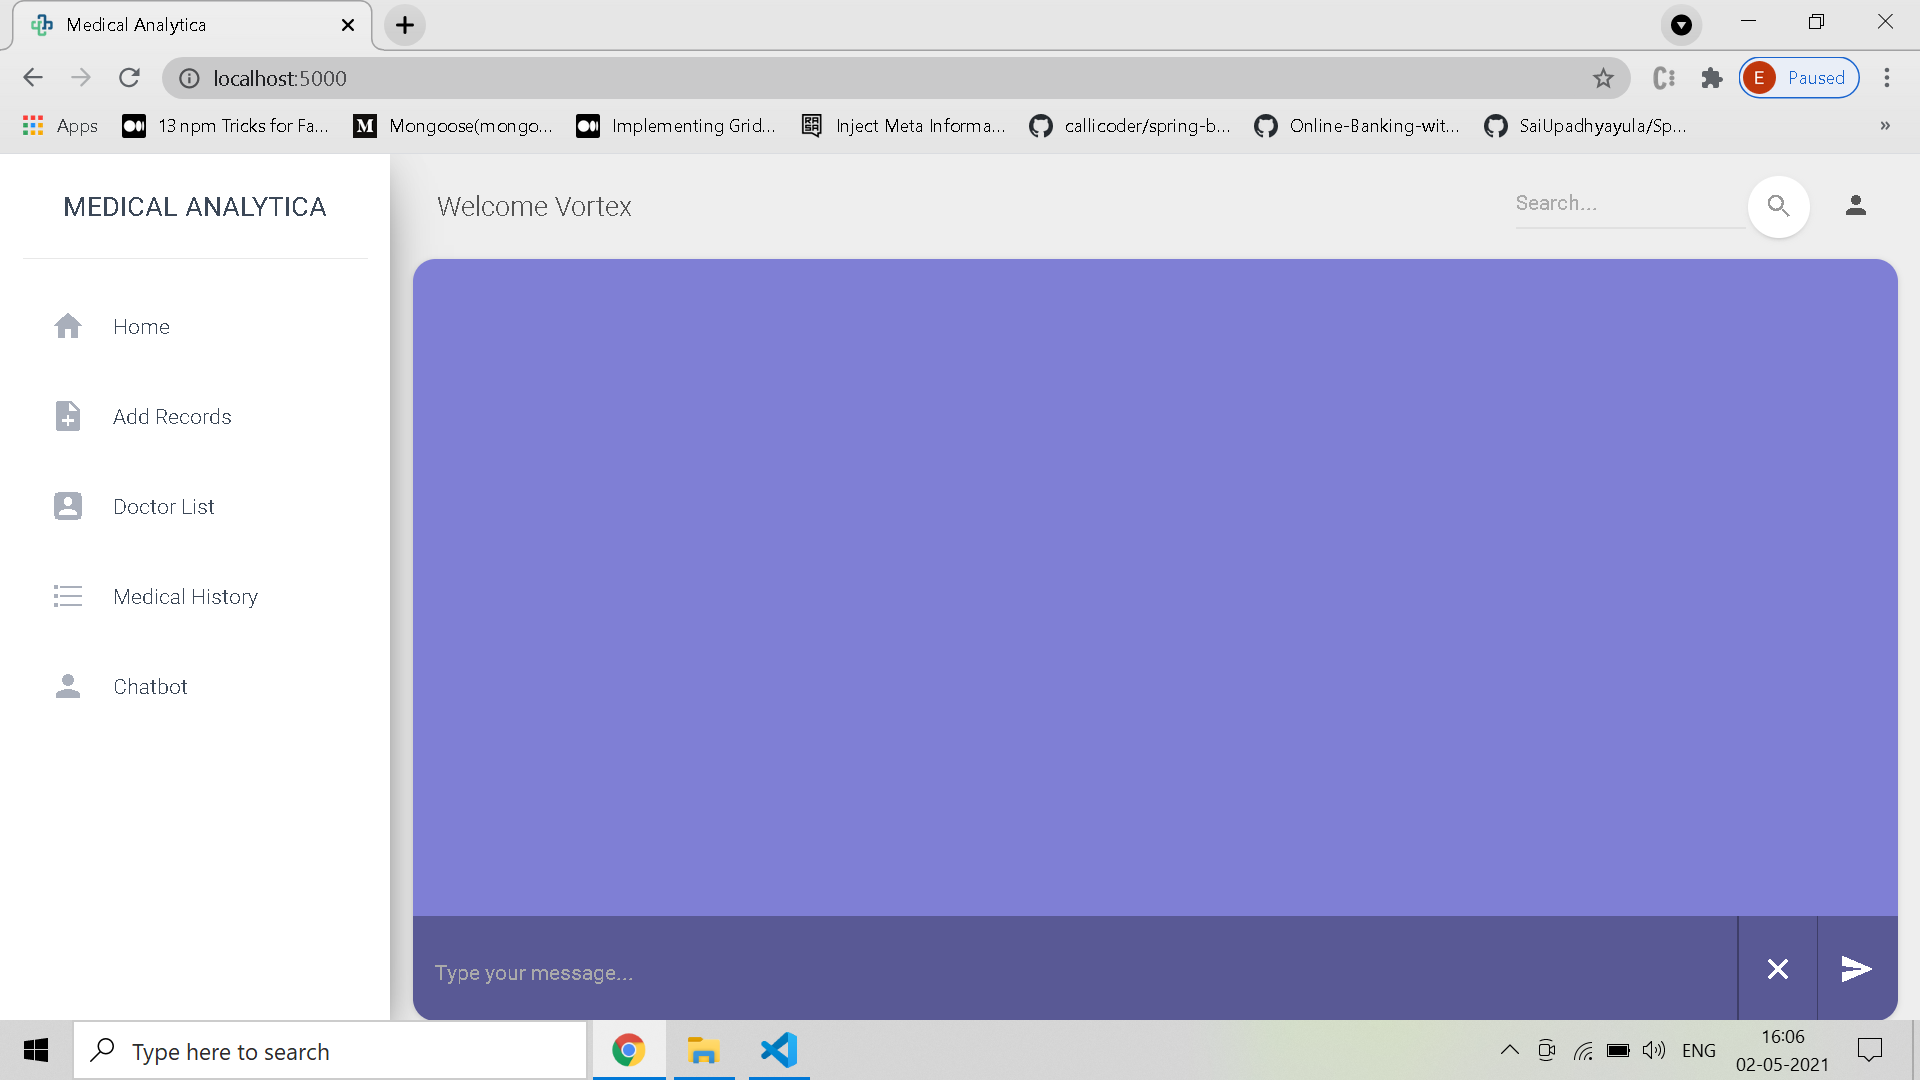 Medical Analytica
localhost:5000
E Paused
Apps 13 npm Tricks for Fa... M Mongoose(mongo... Implementing Grid... RASA Inject Meta Informa... callicoder/spring-b... Online-Banking-wit... SaiUpadhyayula/Sp... »
MEDICAL ANALYTICA
Welcome Vortex
Search...
Home
Add Records
Doctor List
Medical History
Chatbot
Type your message...
Type here to search
ENG
16:06
02-05-2021